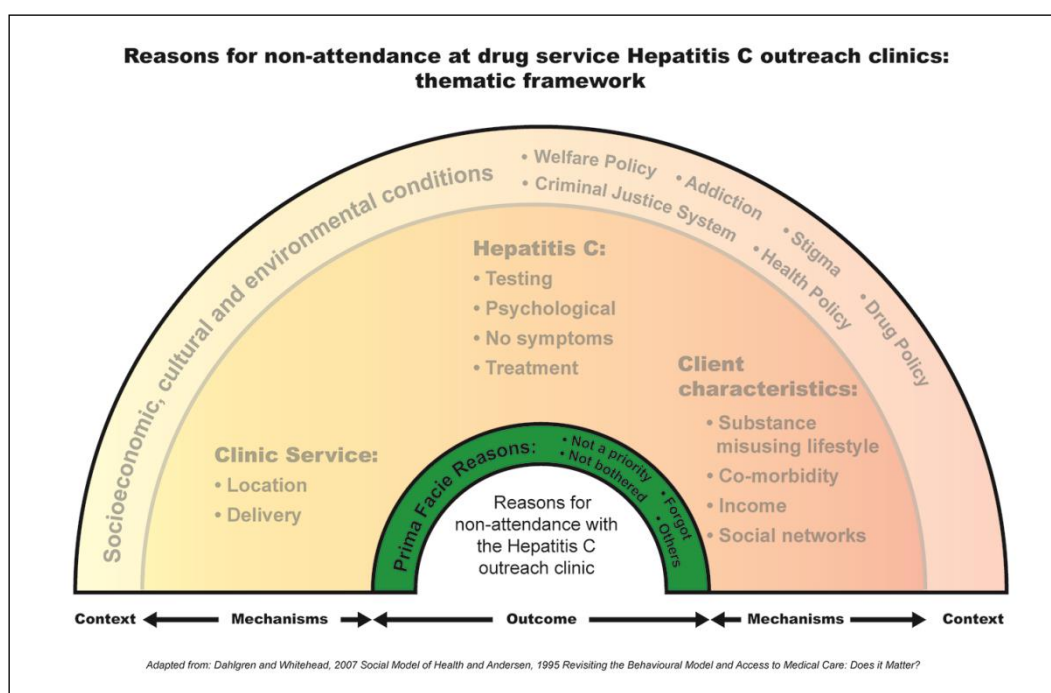 Reasons for non-attendance at drug service Hepatitis C outreach clinics:
thematic framework
Socioeconomic, cultural and environmental conditions
• Welfare Policy
• Addiction
• Criminal Justice System
• Stigma
• Health Policy
• Drug Policy
Hepatitis C:
• Testing
• Psychological
• No symptoms
• Treatment
Client
characteristics:
• Substance
misusing lifestyle
• Co-morbidity
• Income
• Social networks
Clinic Service:
• Location
• Delivery
Prima Facie Reasons:
• Not a priority
• Not bothered
• Forgot
• Others
Reasons for
non-attendance with
the Hepatitis C
outreach clinic
Context
Mechanisms
Outcome
Mechanisms
Context
Adapted from: Dahlgren and Whitehead, 2007 Social Model of Health and Andersen, 1995 Revisiting the Behavioural Model and Access to Medical Care: Does it Matter?